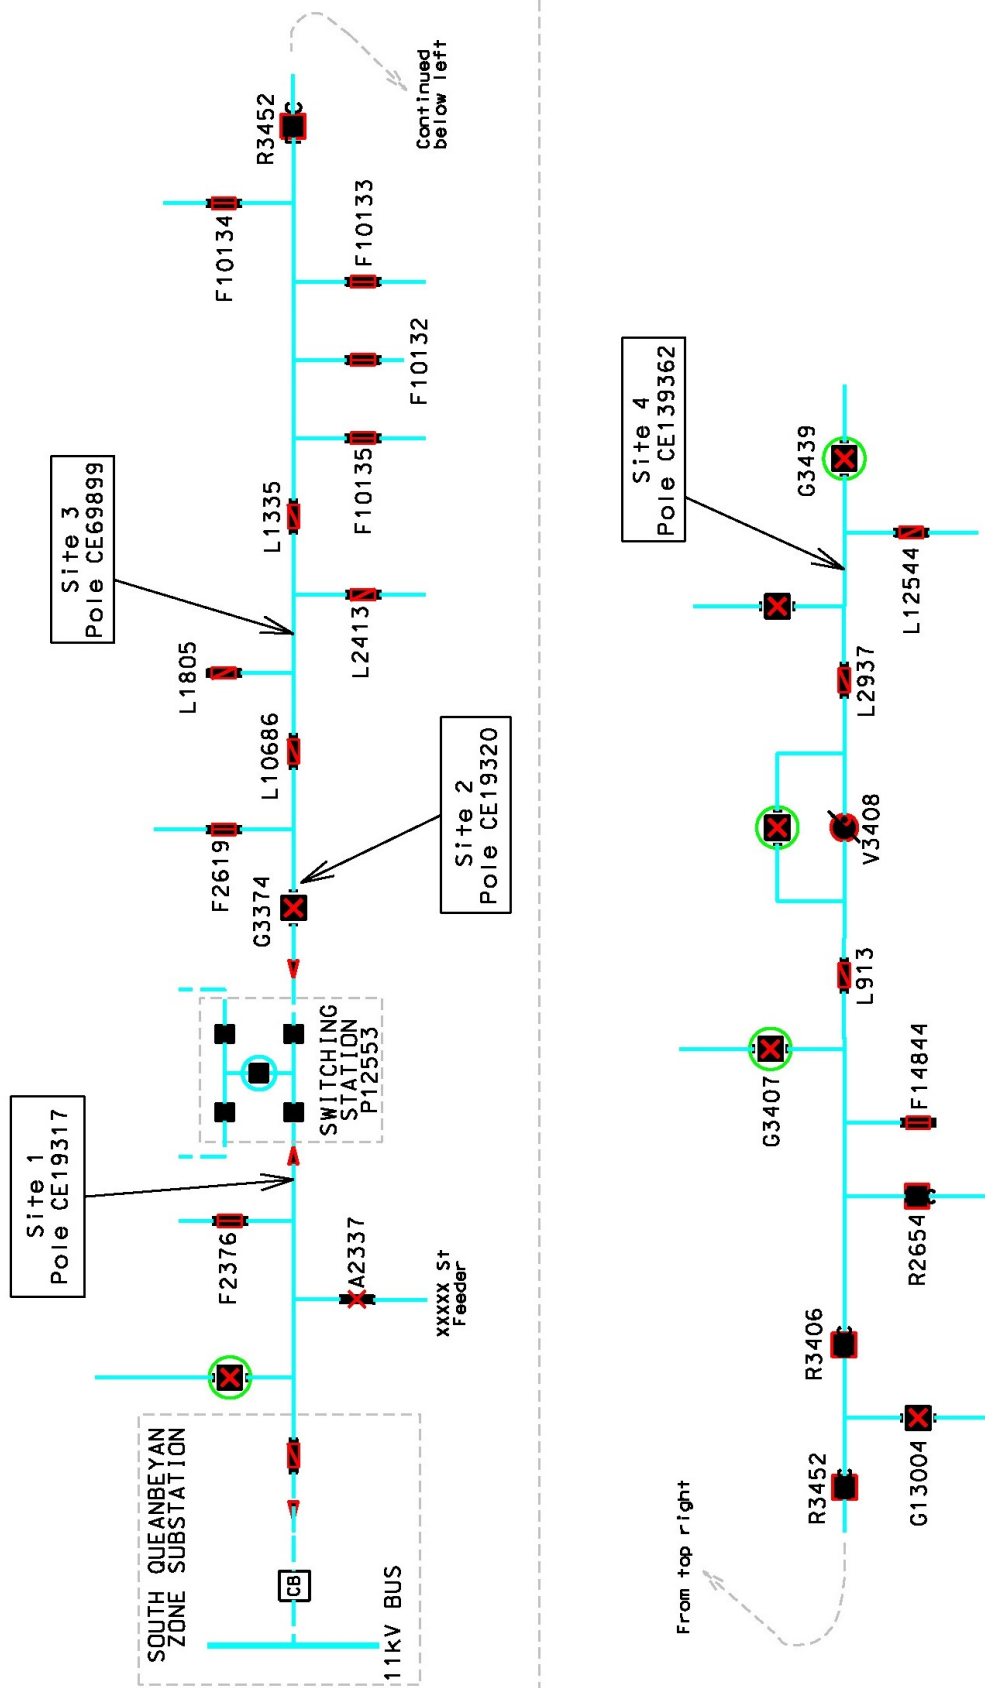 SOUTH QUEANBEYAN
ZONE SUBSTATION
11kV BUS
CB
xxxxx St
Feeder
A2337
F2376
Site 1
Pole CE19317
SWITCHING
STATION
P12553
G3374
F2619
Site 2
Pole CE19320
L10686
L1805
Site 3
Pole CE69899
L2413
L1335
F10135
F10132
F10133
F10134
R3452
Continued
below left
From top right
R3452
G13004
R3406
R2654
F14844
G3407
L913
V3408
L2937
Site 4
Pole CE139362
L12544
G3439